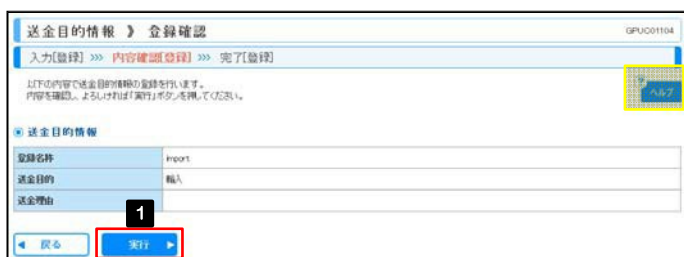 送金目的情報 》 登録確認
GPUC01104
入力[登録] >>> 内容確認[登録] >>> 完了[登録]
以下の内容で送金目的情報の登録を行います。
内容を確認し、よろしければ「実行」ボタンを押してください。
ヘルプ
送金目的情報
登録名称 import
送金目的 輸入
送金理由
1
戻る 実行